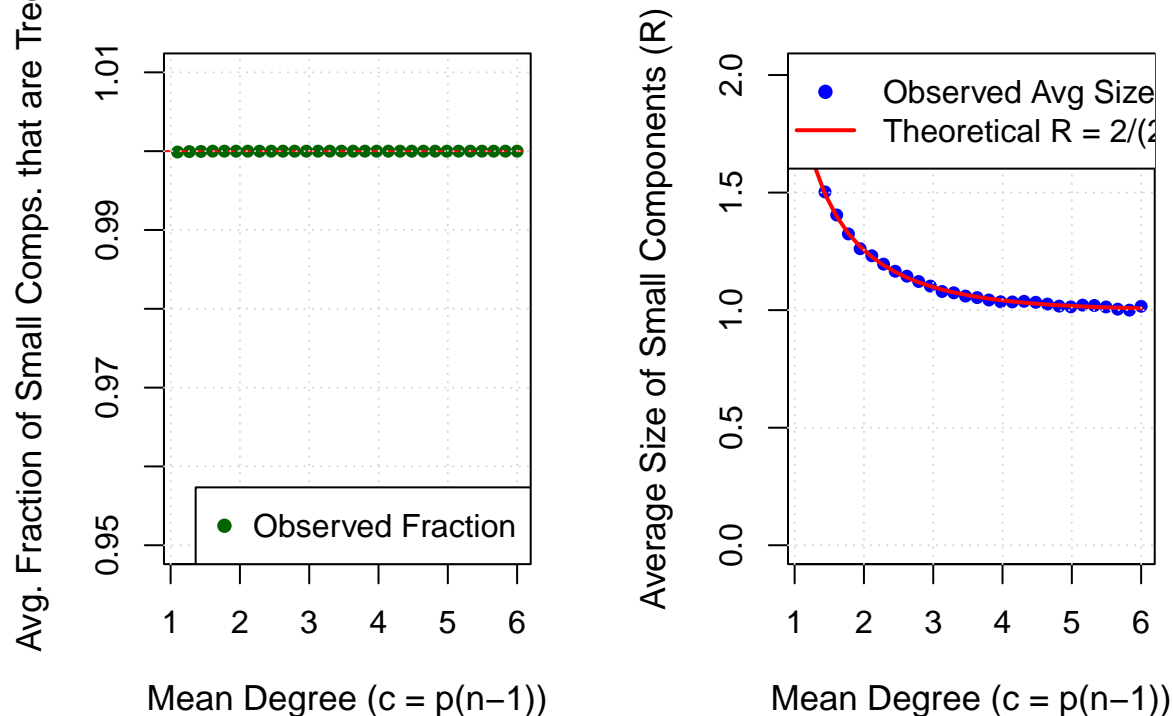 Avg. Fraction of Small Comps. that are Tree
1.01
0.99
0.97
0.95
Observed Fraction
1 2 3 4 5 6
Mean Degree (c = p(n−1))
Average Size of Small Components (R)
2.0
1.5
1.0
0.5
0.0
Observed Avg Size
Theoretical R = 2/(2
1 2 3 4 5 6
Mean Degree (c = p(n−1))